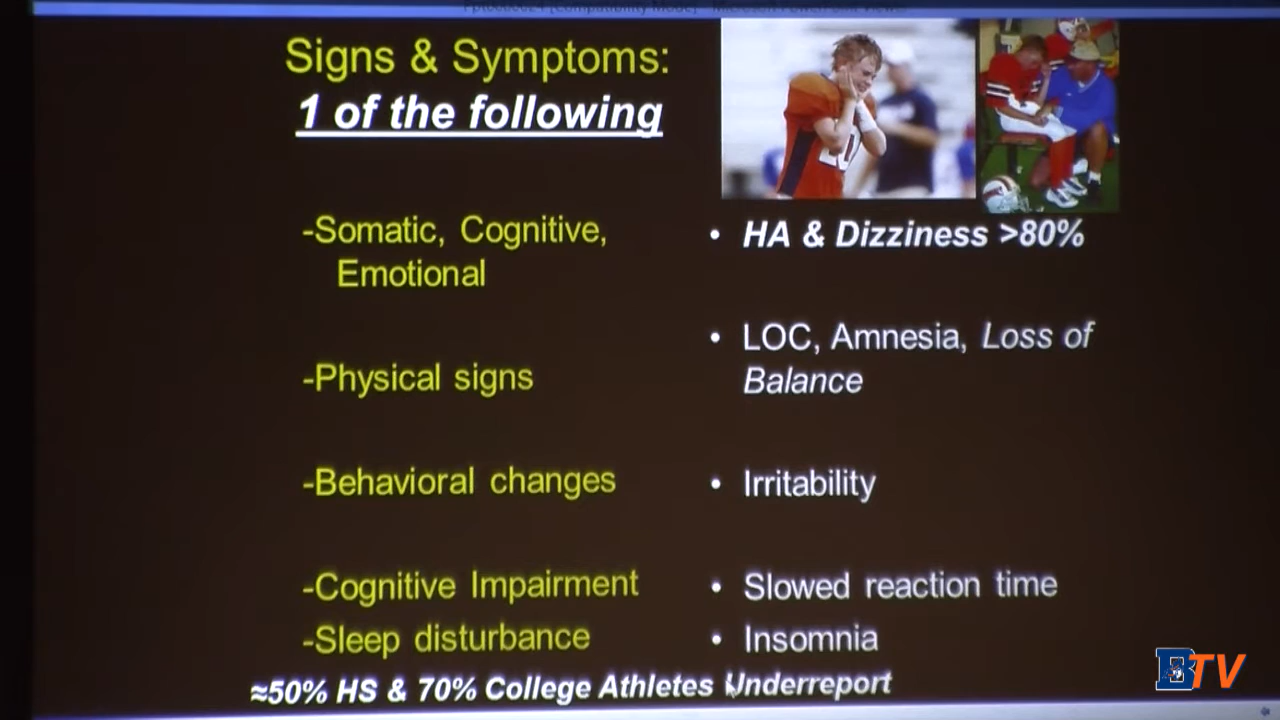 Signs & Symptoms:
1 of the following
-Somatic, Cognitive,
Emotional
• HA & Dizziness >80%
-Physical signs
• LOC, Amnesia, Loss of
Balance
-Behavioral changes
• Irritability
-Cognitive Impairment
• Slowed reaction time
-Sleep disturbance
• Insomnia
≈50% HS & 70% College Athletes Underreport
BTV